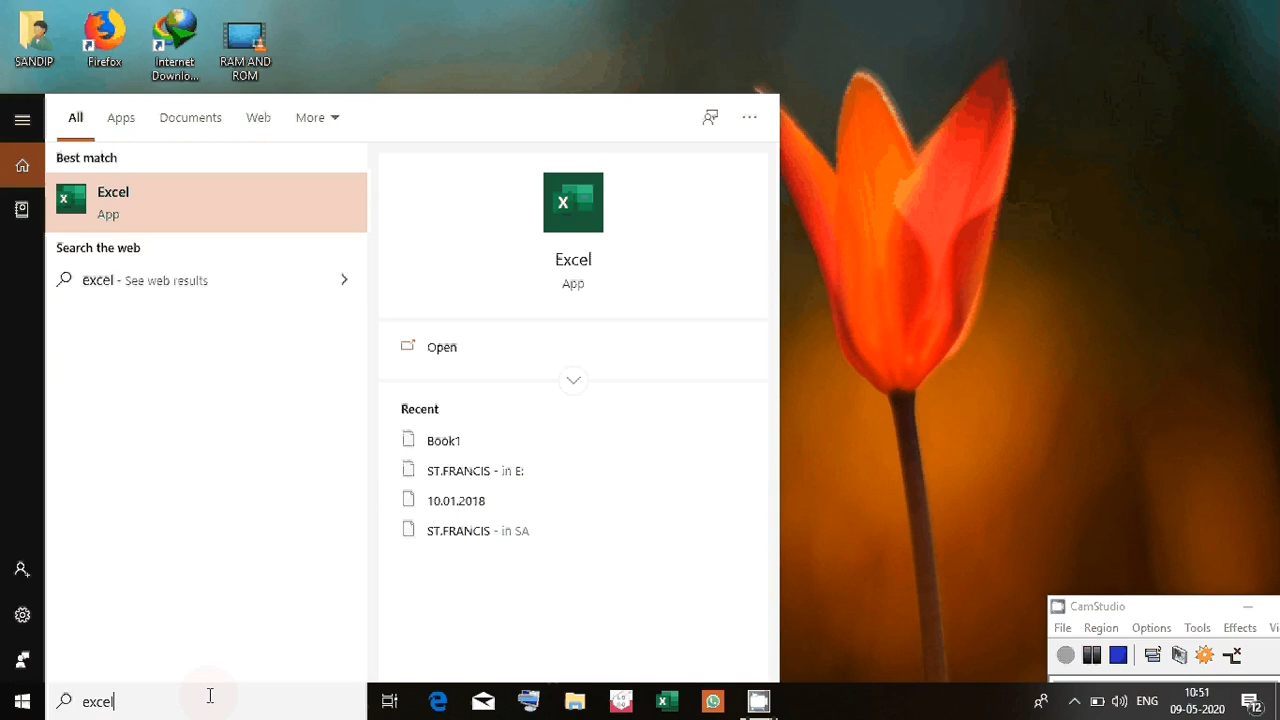 SANDIP
Firefox
Internet Downlo...
RAM AND ROM
All Apps Documents Web More
Best match
Excel
App
Search the web
excel - See web results
Excel
App
Open
Recent
Book1
ST.FRANCIS - in E:
10.01.2018
ST.FRANCIS - in SA
CamStudio
File Region Options Tools Effects Vi
excel
ENG
10:51
09-05-2020
12